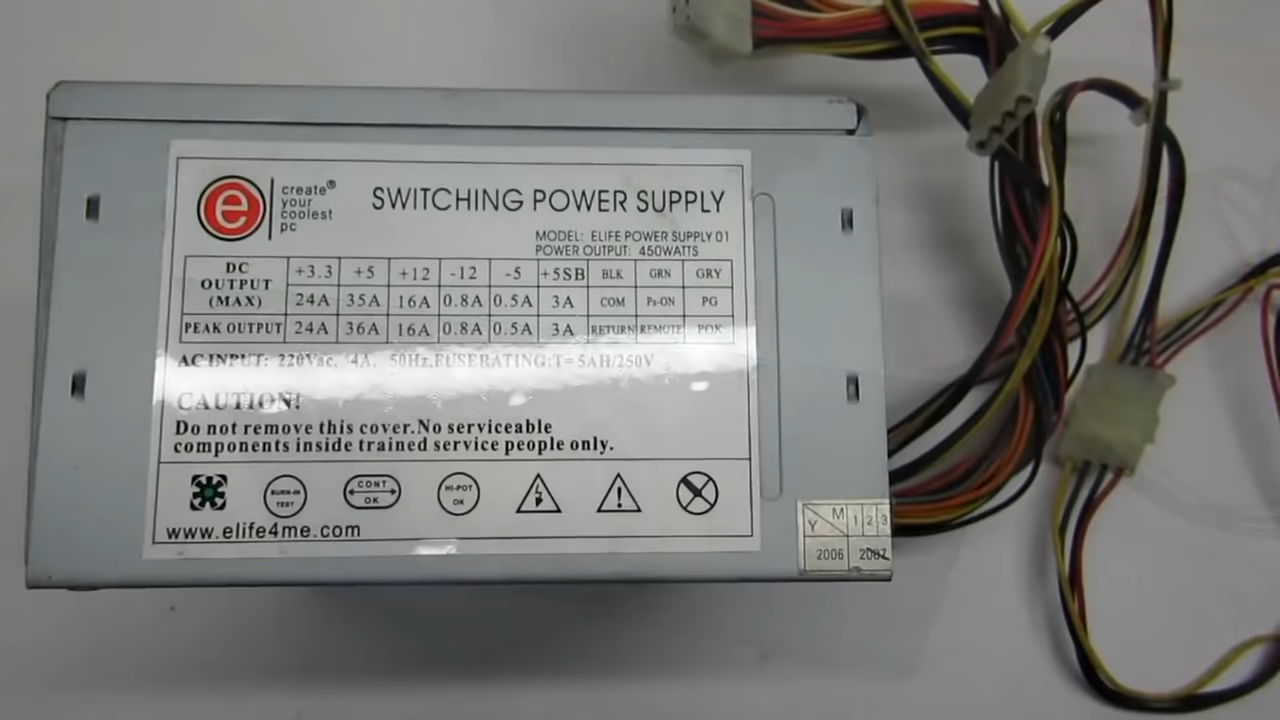 e
create®
your
coolest
pc
SWITCHING POWER SUPPLY
MODEL: ELIFE POWER SUPPLY 01
POWER OUTPUT: 450WATTS
DC OUTPUT (MAX) +3.3 +5 +12 -12 -5 +5SB BLK GRN GRY
24A 35A 16A 0.8A 0.5A 3A COM Ps-ON PG
PEAK OUTPUT 24A 36A 16A 0.8A 0.5A 3A RETURN REMOTE POK
AC INPUT: 220Vac, 4A, 50Hz,FUSERATING:T=5AH/250V
CAUTION!
Do not remove this cover.No serviceable
components inside trained service people only.
BURN-IN
TEST
CONT
OK
HI-POT
OK
www.elife4me.com
M 1 2 3
Y
2006 2007